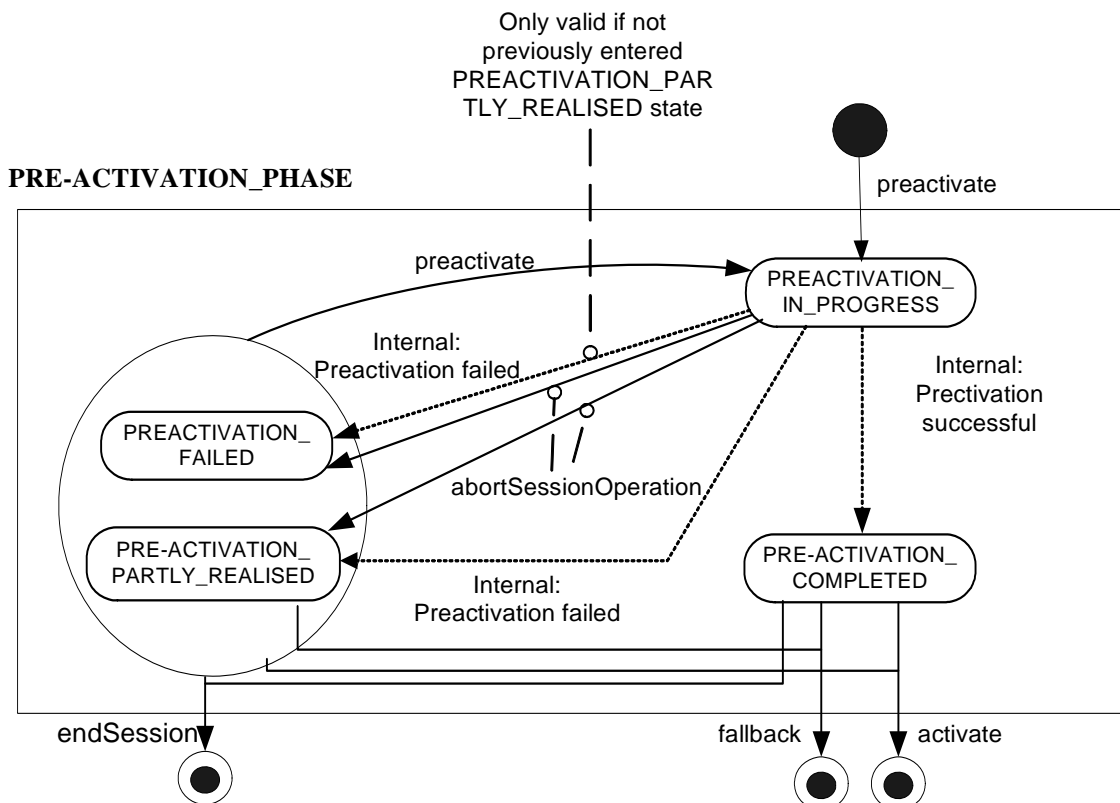 Only valid if not
previously entered
PREACTIVATION_PAR
TLY_REALISED state
PRE-ACTIVATION_PHASE
preactivate
preactivate
PREACTIVATION_
IN_PROGRESS
Internal:
Preactivation failed
Internal:
Prectivation
successful
PREACTIVATION_
FAILED
abortSessionOperation
PRE-ACTIVATION_
PARTLY_REALISED
PRE-ACTIVATION_
COMPLETED
Internal:
Preactivation failed
endSession
fallback
activate